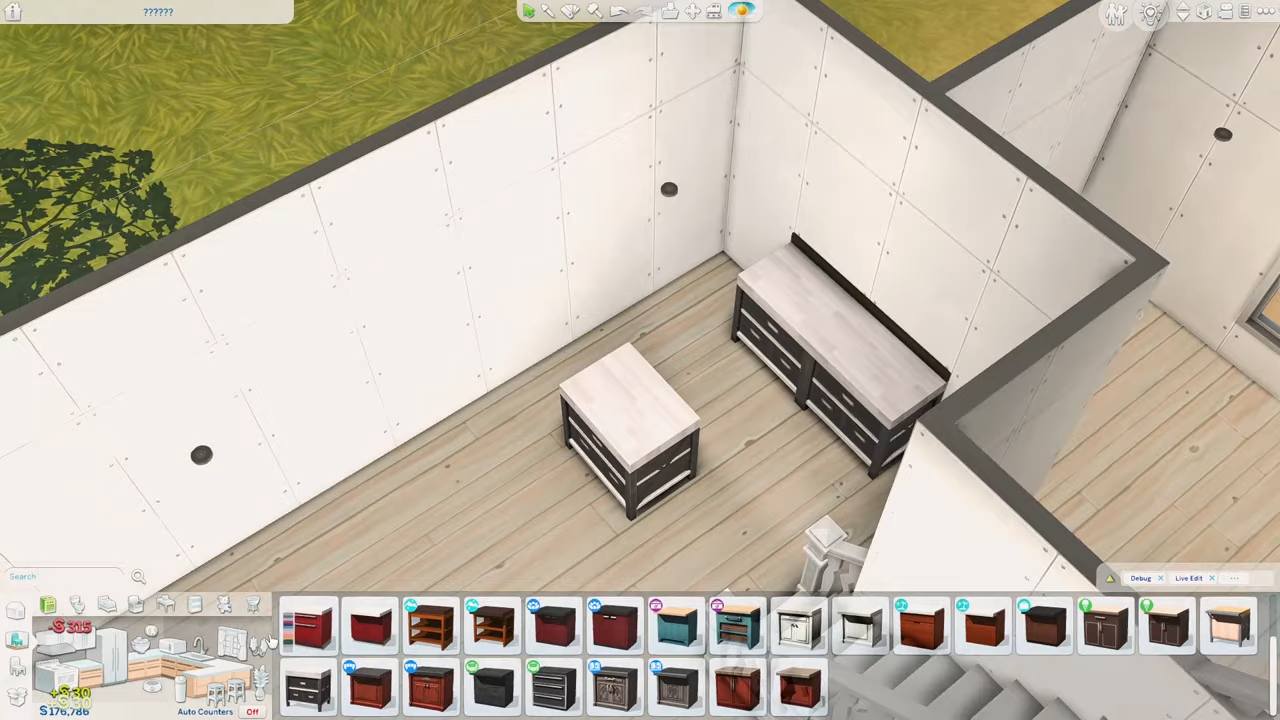 ??????
Search
Debug
Live Edit
-§315
+§30
§176,786
Auto Counters Off